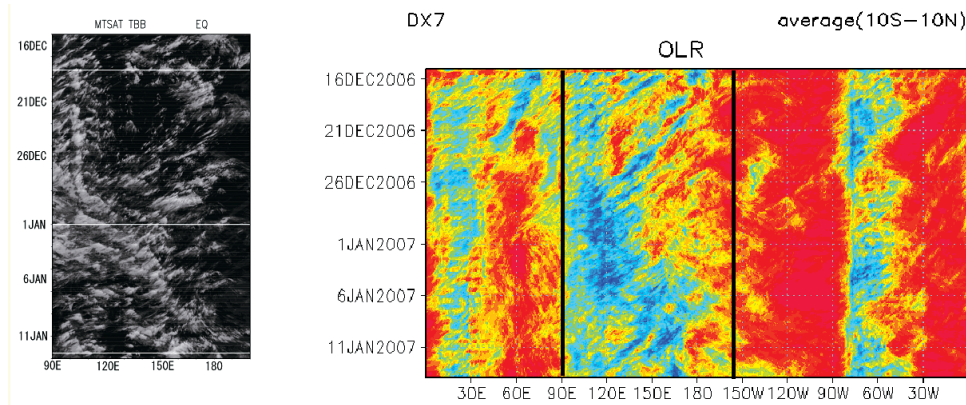 MTSAT TBB EQ
16DEC
21DEC
26DEC
1JAN
6JAN
11JAN
90E 120E 150E 180
DX7 average(10S-10N)
OLR
16DEC2006
21DEC2006
26DEC2006
1JAN2007
6JAN2007
11JAN2007
30E 60E 90E 120E 150E 180 150W 120W 90W 60W 30W